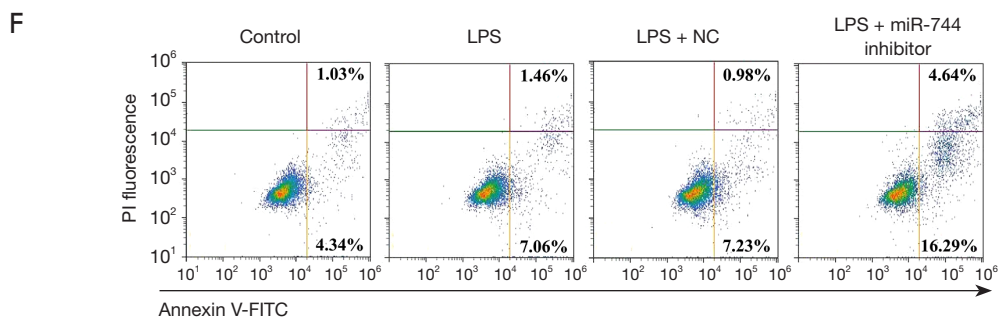 F
Control
LPS
LPS + NC
LPS + miR-744
inhibitor
PI fluorescence
10⁶
10⁵
10⁴
10³
10²
10¹
1.03%
4.34%
1.46%
7.06%
0.98%
7.23%
4.64%
16.29%
10¹ 10² 10³ 10⁴ 10⁵ 10⁶
10² 10³ 10⁴ 10⁵ 10⁶
10² 10³ 10⁴ 10⁵ 10⁶
10² 10³ 10⁴ 10⁵ 10⁶
Annexin V-FITC